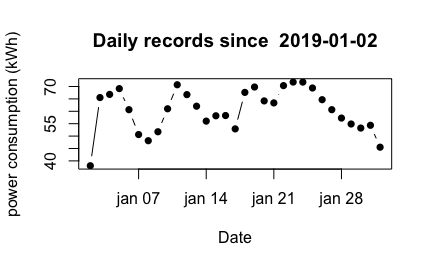 Daily records since  2019-01-02
power consumption (kWh)
70
55
40
jan 07
jan 14
jan 21
jan 28
Date